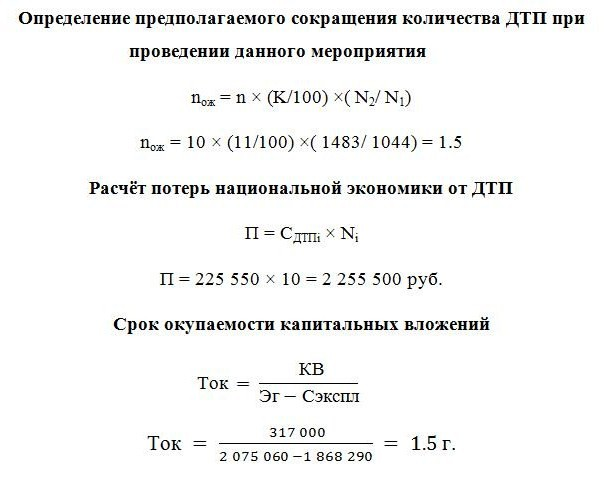 Определение предполагаемого сокращения количества ДТП при
проведении данного мероприятия
nож = n × (K/100) ×( N2/ N1)
nож = 10 × (11/100) ×( 1483/ 1044) = 1.5
Расчёт потерь национальной экономики от ДТП
П = CДТПi × Ni
П = 225 550 × 10 = 2 255 500 руб.
Срок окупаемости капитальных вложений
Ток = КВ / Эг − Сэкспл
Ток = 317 000 / 2 075 060 −1 868 290 = 1.5 г.